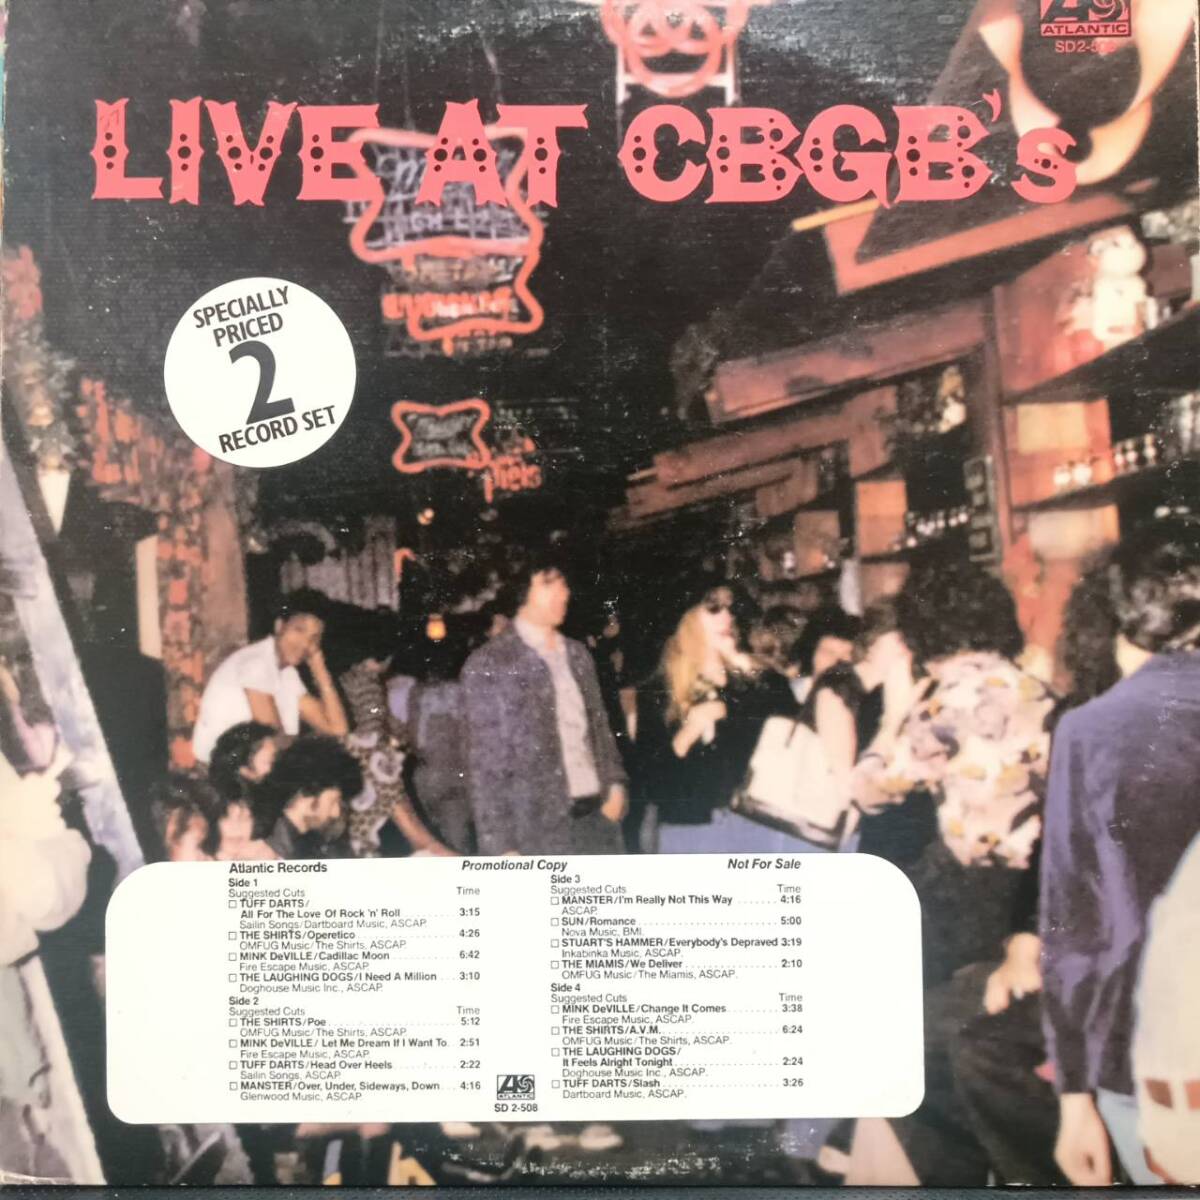 ATLANTIC
LIVE AT CBGB's
SPECIALLY
PRICED
2
RECORD SET
Atlantic Records Promotional Copy Not For Sale
Side 1
Suggested Cuts Time
TUFF DARTS/
All For The Love Of Rock 'n' Roll 3:15
Sailin Songs/Dartboard Music, ASCAP.
THE SHIRTS/Operetico 4:26
OMFUG Music/The Shirts, ASCAP.
MINK DeVILLE/Cadillac Moon 6:42
Fire Escape Music, ASCAP.
THE LAUGHING DOGS/I Need A Million 3:10
Doghouse Music Inc., ASCAP.
Side 2
Suggested Cuts Time
THE SHIRTS/Poe 5:12
OMFUG Music/The Shirts, ASCAP.
MINK DeVILLE/ Let Me Dream If I Want To 2:51
Fire Escape Music, ASCAP.
TUFF DARTS/Head Over Heels 2:22
Sailin Songs, ASCAP.
MANSTER/Over, Under, Sideways, Down 4:16
Glenwood Music, ASCAP.
Side 3
Suggested Cuts Time
MANSTER/I'm Really Not This Way 4:16
ASCAP.
SUN/Romance 5:00
Nova Music, BMI.
STUART'S HAMMER/Everybody's Depraved 3:19
Inkabinka Music, ASCAP.
THE MIAMIS/We Deliver 2:10
OMFUG Music/The Miamis, ASCAP.
Side 4
Suggested Cuts Time
MINK DeVILLE/Change It Comes 3:38
Fire Escape Music, ASCAP.
THE SHIRTS/A.V.M. 6:24
OMFUG Music/The Shirts, ASCAP.
THE LAUGHING DOGS/
It Feels Alright Tonight 2:24
Doghouse Music Inc., ASCAP.
TUFF DARTS/Slash 3:26
Dartboard Music, ASCAP.
ATLANTIC
SD 2-508